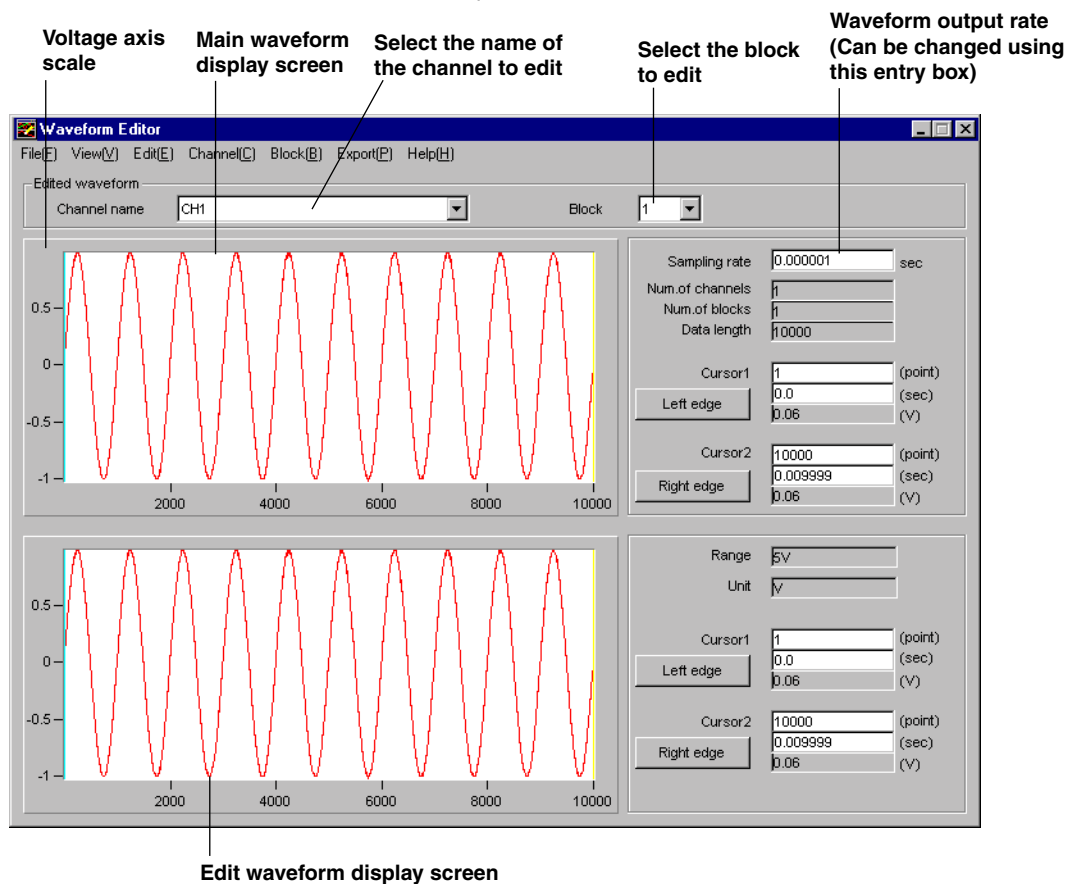 Voltage axis
scale
Main waveform
display screen
Select the name of
the channel to edit
Select the block
to edit
Waveform output rate
(Can be changed using
this entry box)
Waveform Editor
File(F) View(V) Edit(E) Channel(C) Block(B) Export(P) Help(H)
Edited waveform
Channel name CH1 Block 1
0.5
0
-0.5
-1
2000 4000 6000 8000 10000
Sampling rate 0.000001 sec
Num.of channels 1
Num.of blocks 1
Data length 10000
Cursor1 1 (point)
Left edge 0.0 (sec)
0.06 (V)
Cursor2 10000 (point)
Right edge 0.009999 (sec)
0.06 (V)
0.5
0
-0.5
-1
2000 4000 6000 8000 10000
Range 5V
Unit V
Cursor1 1 (point)
Left edge 0.0 (sec)
0.06 (V)
Cursor2 10000 (point)
Right edge 0.009999 (sec)
0.06 (V)
Edit waveform display screen